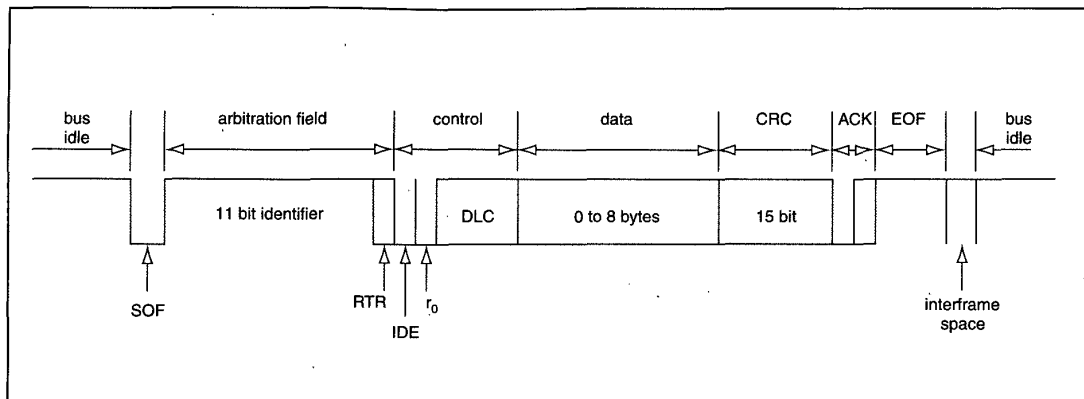 bus idle
arbitration field
control
data
CRC
ACK
EOF
bus idle
11 bit identifier
DLC
0 to 8 bytes
15 bit
SOF
RTR
IDE
r0
interframe space